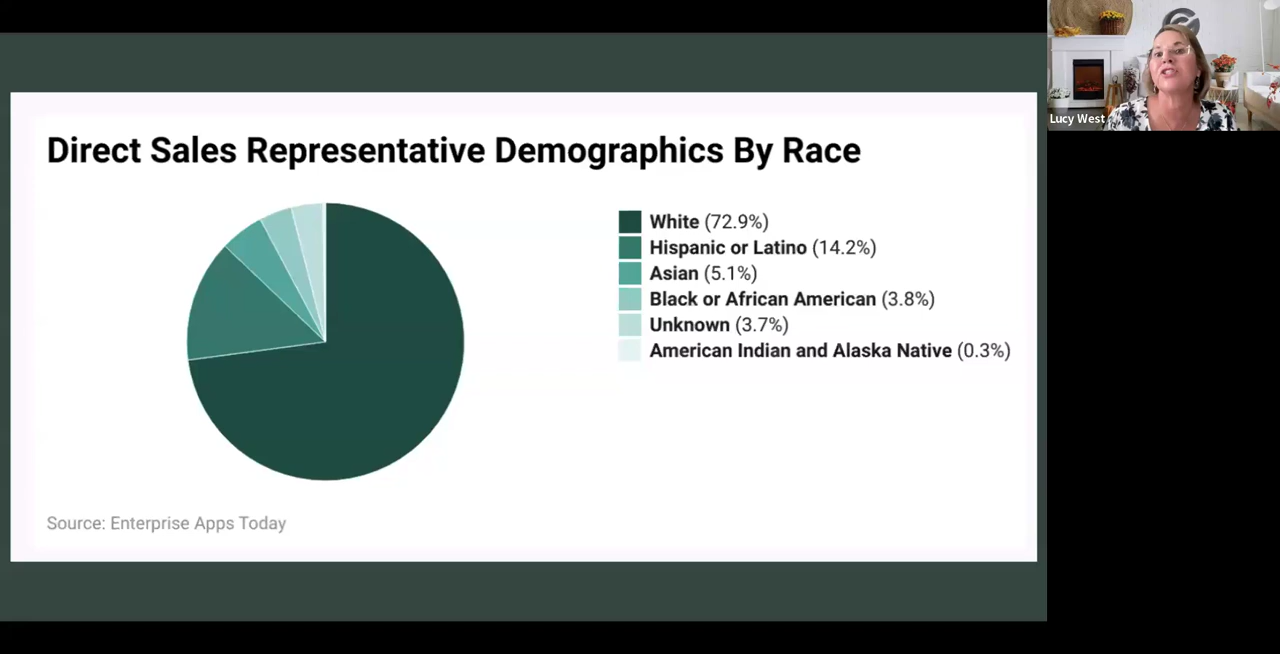 Direct Sales Representative Demographics By Race
White (72.9%)
Hispanic or Latino (14.2%)
Asian (5.1%)
Black or African American (3.8%)
Unknown (3.7%)
American Indian and Alaska Native (0.3%)
Source: Enterprise Apps Today
Lucy West